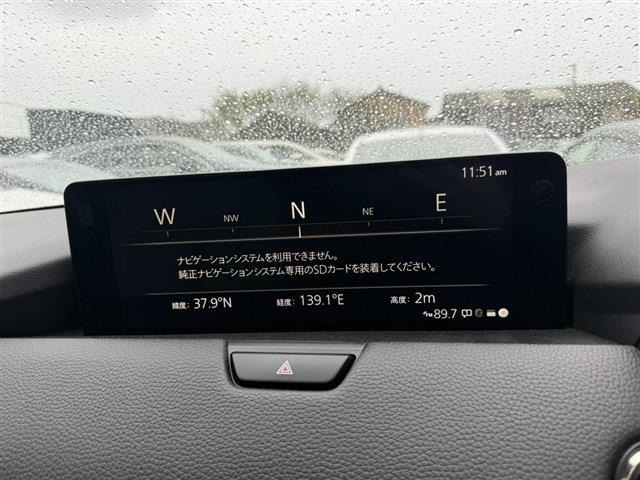 11:51am
W NW N NE E
ナビゲーションシステムを利用できません。
純正ナビゲーションシステム専用のSDカードを装着してください。
緯度: 37.9°N 経度: 139.1°E 高度: 2m
FM 89.7